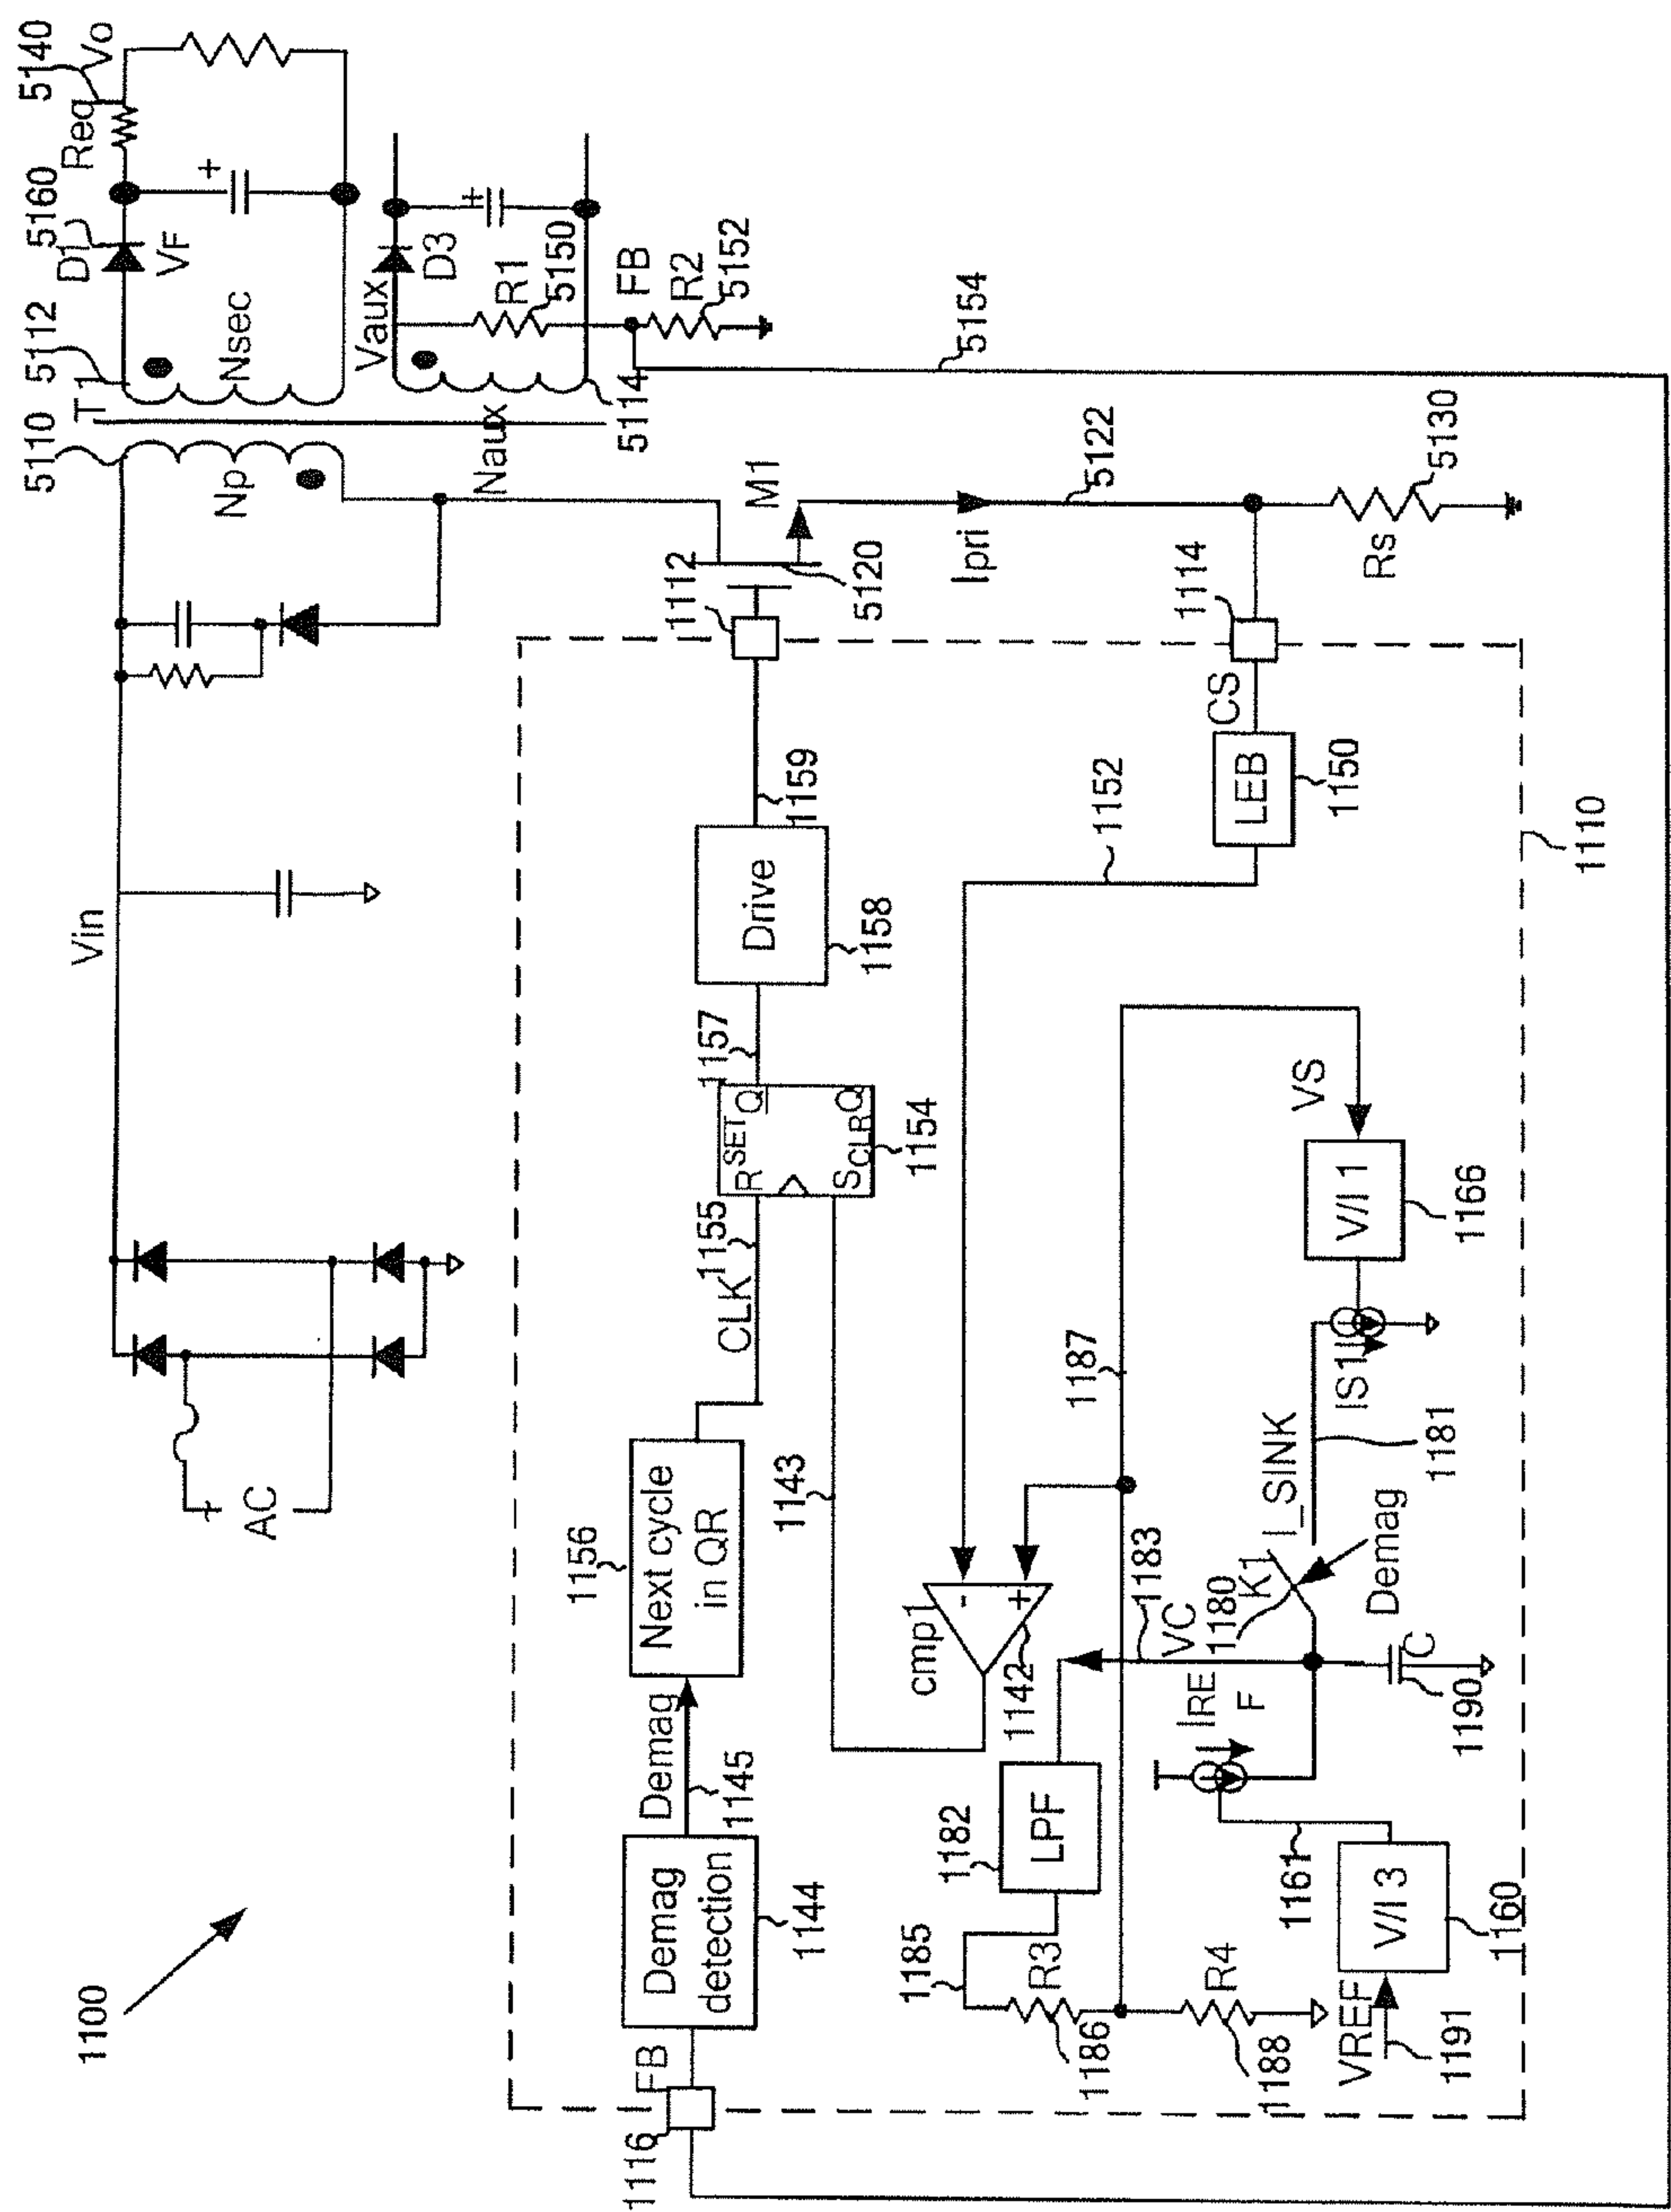 1100
AC
Vin
5110
T1
5112
D1
5160
Req
5140
Vo
Np
Nsec
VF
Vaux
D3
Naux
5114
R1
5150
FB
R2
5152
5154
1116
FB
Demag
detection
1144
Demag
1145
1156
Next cycle
in QR
CLK
1155
R
SET
Q
S
CLR
Q
1154
1157
Drive
1158
1159
1112
M1
5120
Ipri
5122
1114
CS
Rs
5130
LEB
1150
1152
1143
cmp1
-
+
1142
1182
LPF
1185
R3
1186
R4
1188
1187
1183
VC
1180
K1
I_SINK
1181
Demag
IRE
F
C
1190
1161
V/I 3
1160
VREF
1191
IS1
V/I 1
1166
VS
1110